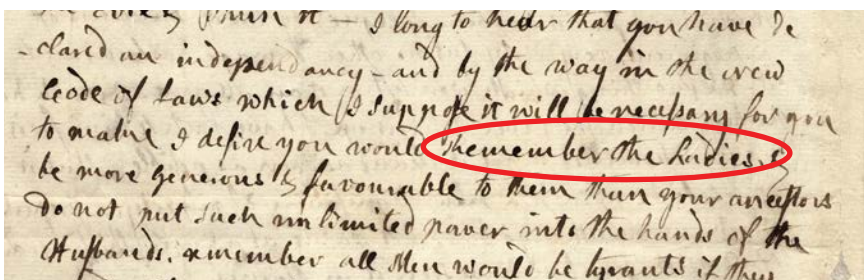 I long to hear that you have de
-clared an independancy - and by the way in the new
Code of Laws which I suppose it will be necessary for you
to make I desire you would Remember the Ladies, &
be more generous & favourable to them than your ancestors
do not put such unlimited power into the hands of the
Husbands. remember all Men would be tyrants if they